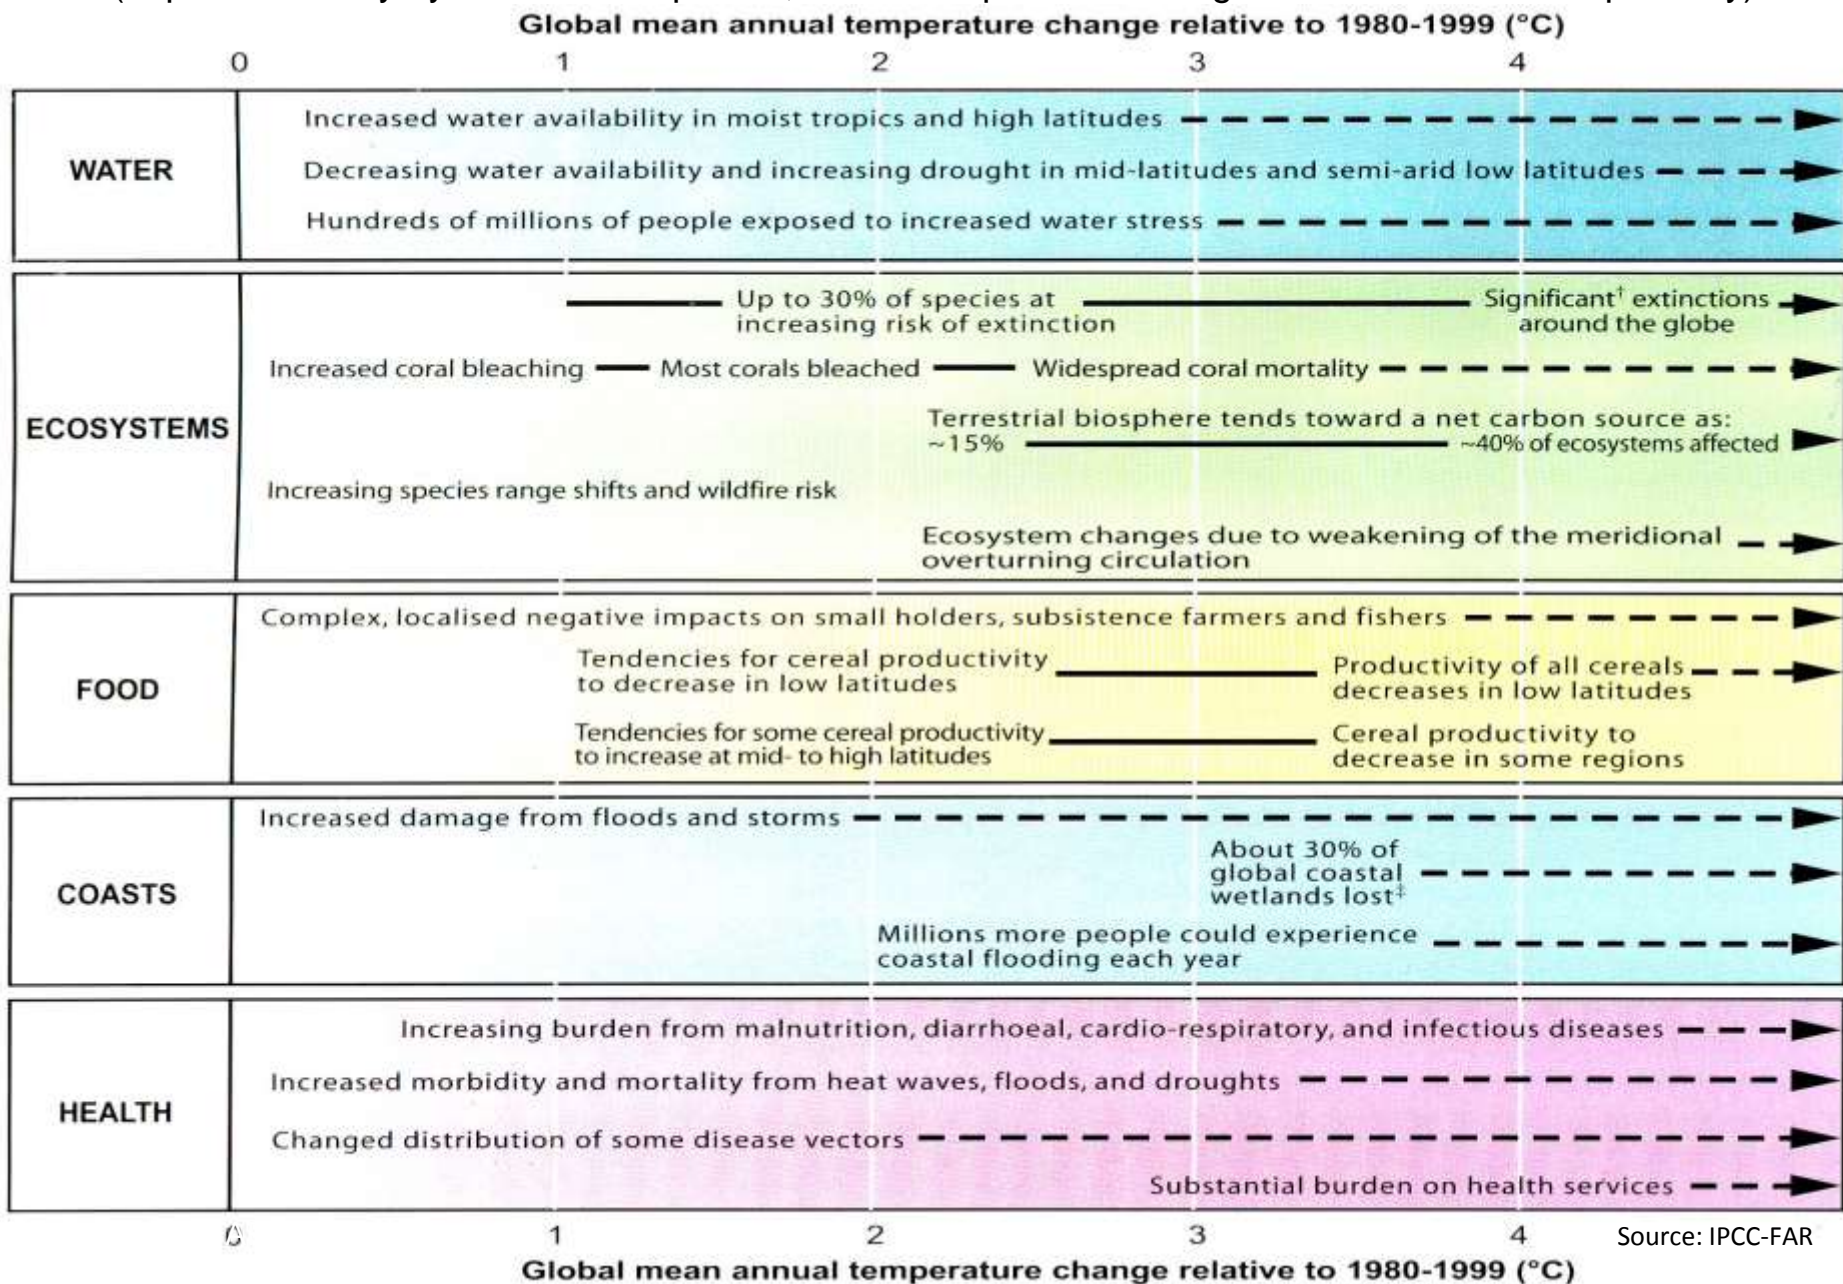 Global mean annual temperature change relative to 1980-1999 (°C)
0 1 2 3 4
WATER
Increased water availability in moist tropics and high latitudes
Decreasing water availability and increasing drought in mid-latitudes and semi-arid low latitudes
Hundreds of millions of people exposed to increased water stress
ECOSYSTEMS
Up to 30% of species at
increasing risk of extinction
Significant† extinctions
around the globe
Increased coral bleaching Most corals bleached Widespread coral mortality
Terrestrial biosphere tends toward a net carbon source as:
~15% ~40% of ecosystems affected
Increasing species range shifts and wildfire risk
Ecosystem changes due to weakening of the meridional
overturning circulation
FOOD
Complex, localised negative impacts on small holders, subsistence farmers and fishers
Tendencies for cereal productivity
to decrease in low latitudes
Productivity of all cereals
decreases in low latitudes
Tendencies for some cereal productivity
to increase at mid- to high latitudes
Cereal productivity to
decrease in some regions
COASTS
Increased damage from floods and storms
About 30% of
global coastal
wetlands lost‡
Millions more people could experience
coastal flooding each year
HEALTH
Increasing burden from malnutrition, diarrhoeal, cardio-respiratory, and infectious diseases
Increased morbidity and mortality from heat waves, floods, and droughts
Changed distribution of some disease vectors
Substantial burden on health services
0 1 2 3 4
Source: IPCC-FAR
Global mean annual temperature change relative to 1980-1999 (°C)